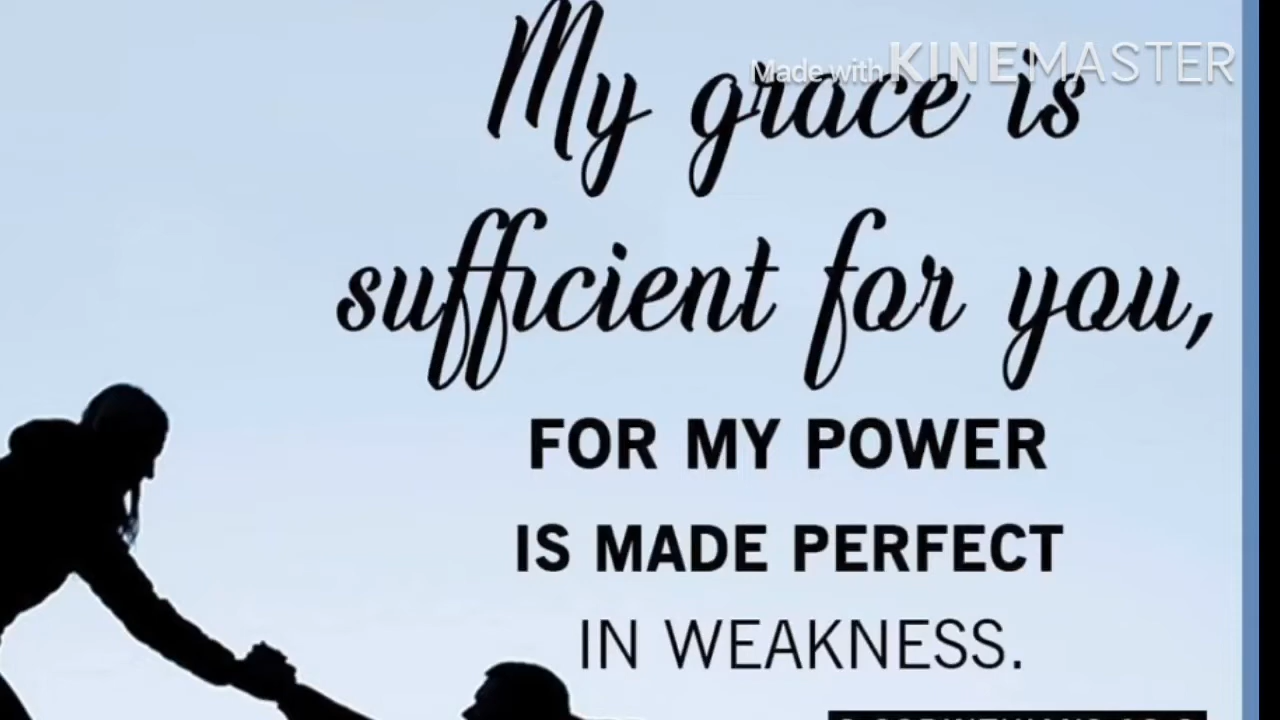 Made with KINEMASTER
My grace is
sufficient for you,
FOR MY POWER
IS MADE PERFECT
IN WEAKNESS.